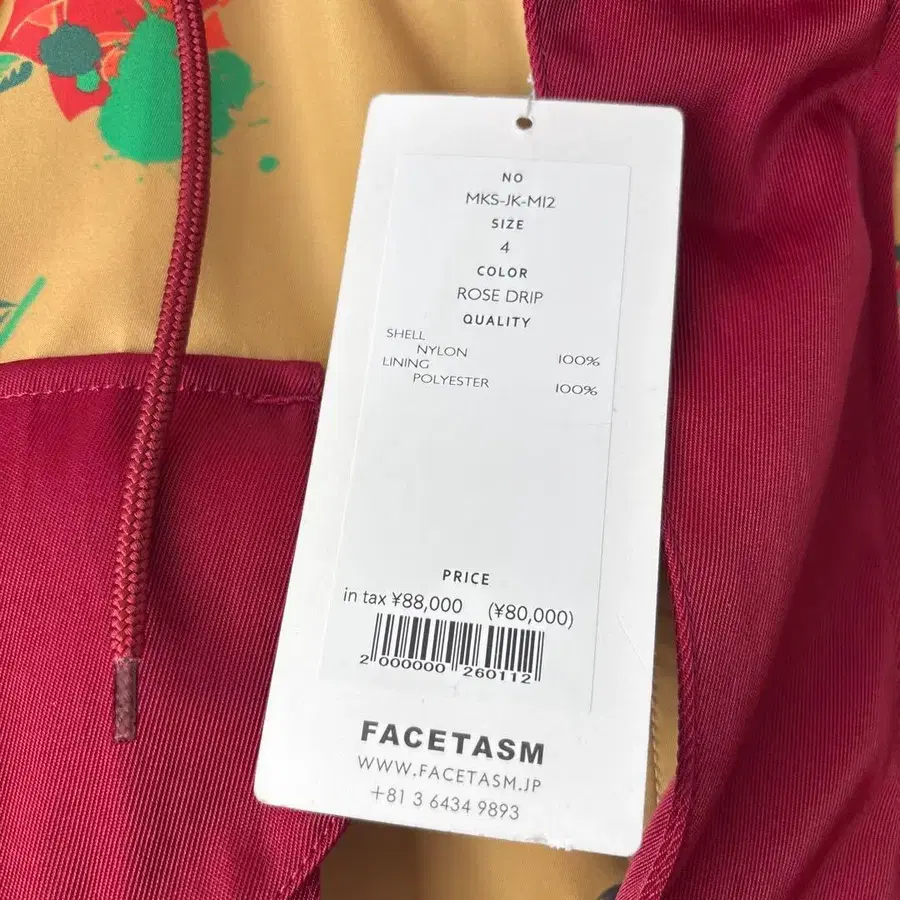 NO
MKS-JK-M12
SIZE
4
COLOR
ROSE DRIP
QUALITY
SHELL
NYLON 100%
LINING
POLYESTER 100%
PRICE
in tax ¥88,000 (¥80,000)
2 000000 260112
FACETASM
WWW.FACETASM.JP
+81 3 6434 9893